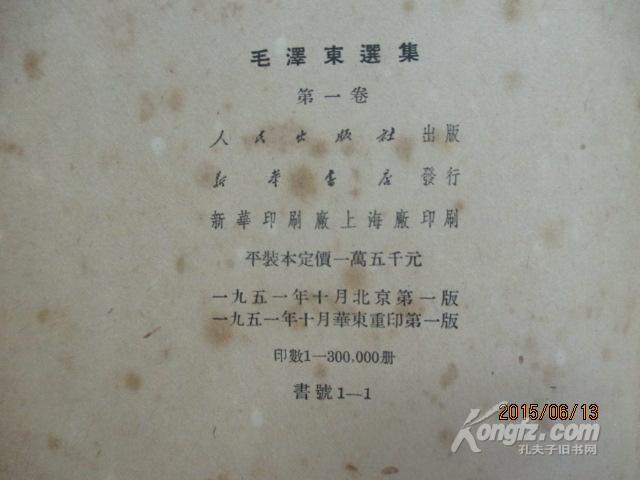 毛澤東選集
第一卷
人民出版社出版
新華書店發行
新華印刷廠上海廠印刷
平裝本定價一萬五千元
一九五一年十月北京第一版
一九五一年十月華東重印第一版
印數1—300,000册
書號1—1
2015/06/13
Kongfz.com
孔夫子旧书网